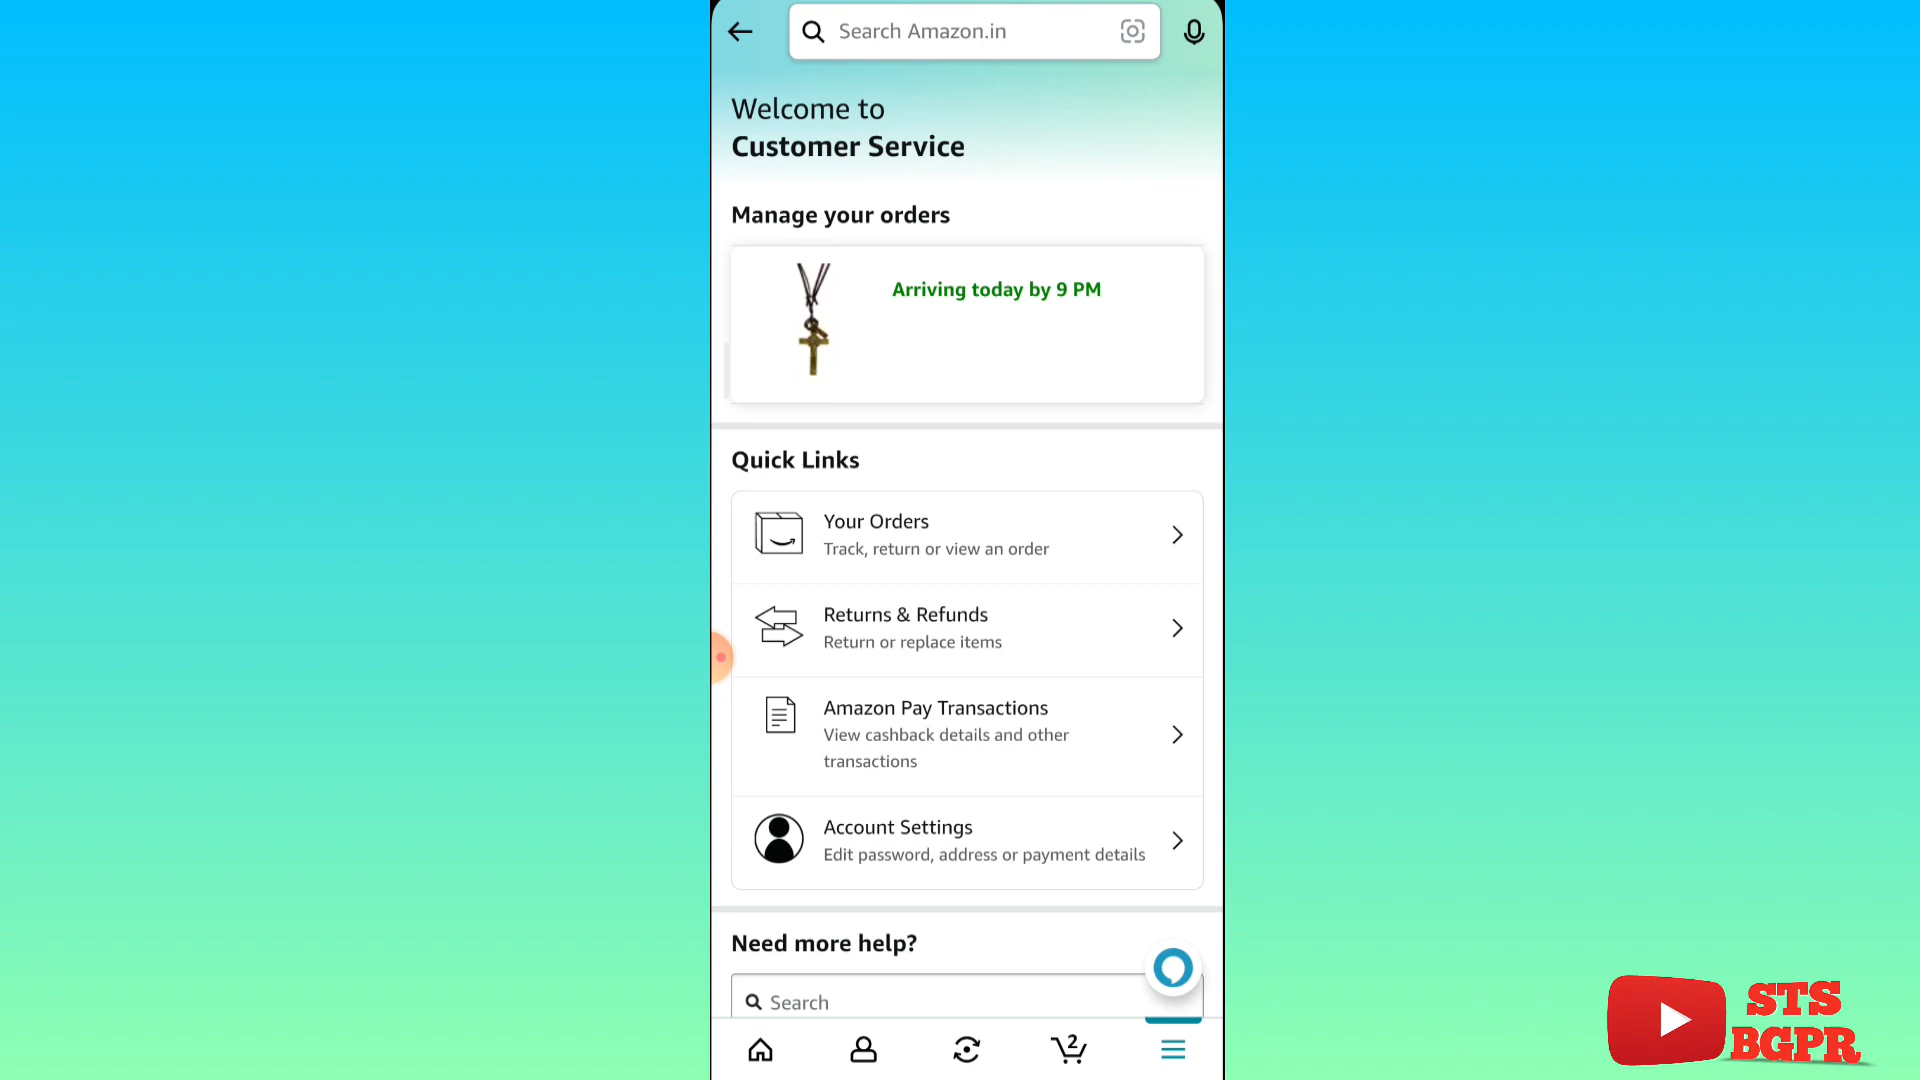 Search Amazon.in
Welcome to
Customer Service
Manage your orders
Arriving today by 9 PM
Quick Links
Your Orders
Track, return or view an order
Returns & Refunds
Return or replace items
Amazon Pay Transactions
View cashback details and other
transactions
Account Settings
Edit password, address or payment details
Need more help?
Search
2
STS
BGPR